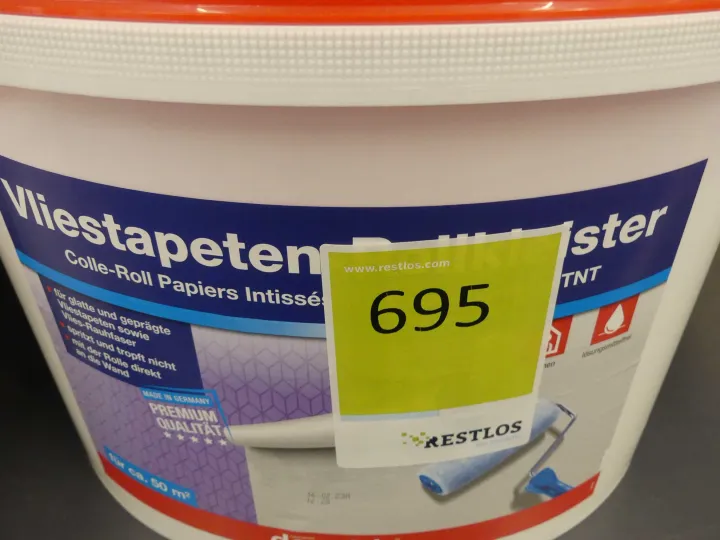 Vliestapeten Rollkleister
Colle-Roll Papiers Intissés
TNT
www.restlos.com
695
RESTLOS
für glatte und geprägte
Vliestapeten sowie
Vlies-Rauhfaser
spritzt und tropft nicht
mit der Rolle direkt
an die Wand
MADE IN GERMANY
PREMIUM
QUALITÄT
für ca. 50 m²
lösungsmittelfrei